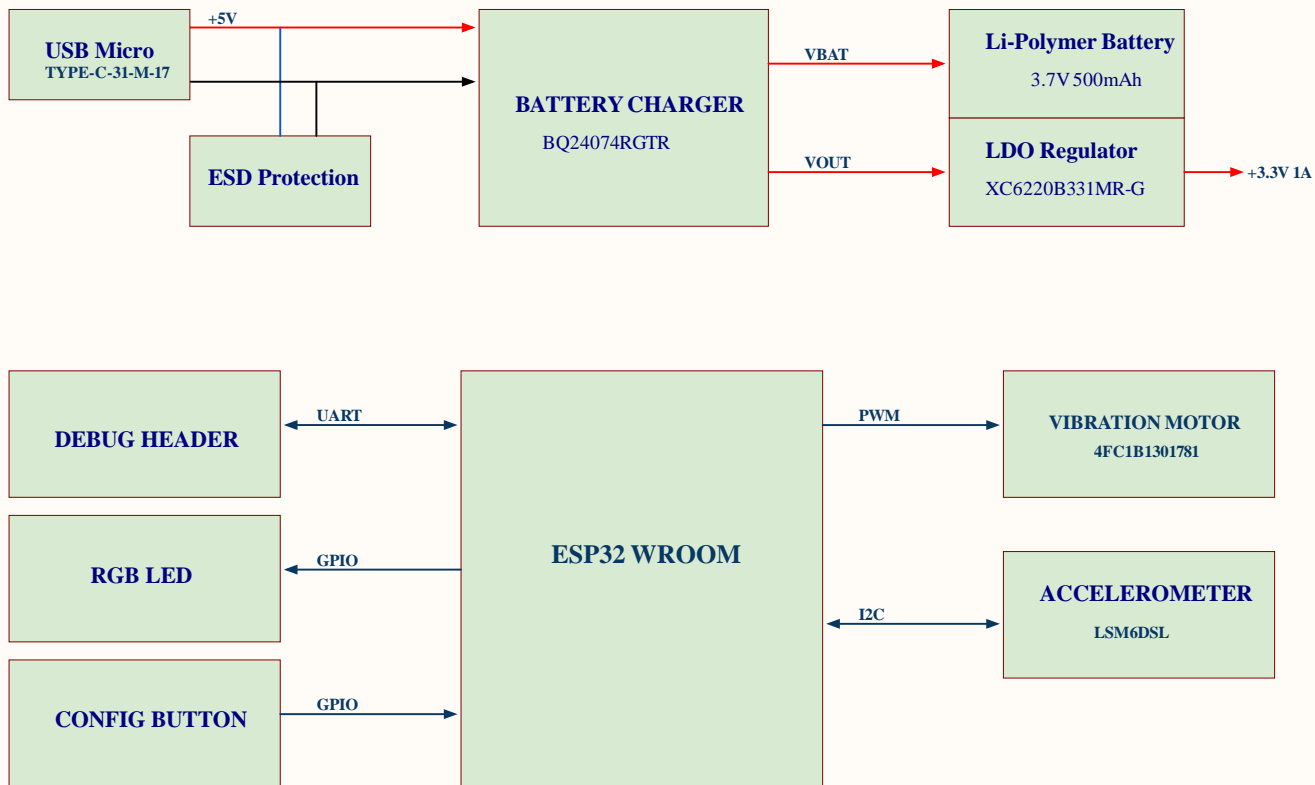 +5V
USB Micro
TYPE-C-31-M-17
ESD Protection
BATTERY CHARGER
BQ24074RGTR
VBAT
VOUT
Li-Polymer Battery
3.7V 500mAh
LDO Regulator
XC6220B331MR-G
+3.3V 1A
DEBUG HEADER
UART
RGB LED
GPIO
CONFIG BUTTON
GPIO
ESP32 WROOM
PWM
VIBRATION MOTOR
4FC1B1301781
I2C
ACCELEROMETER
LSM6DSL